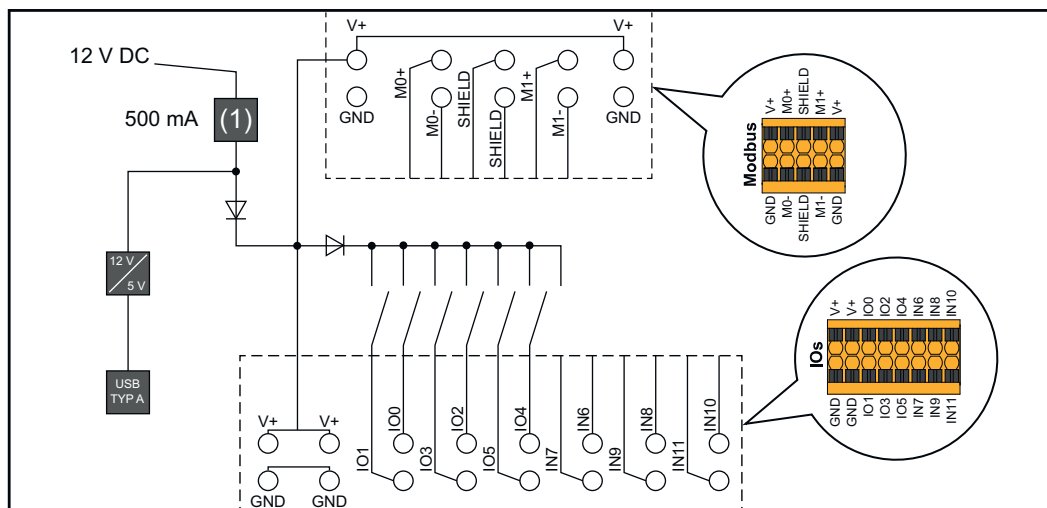 12 V DC
500 mA
(1)
12 V
5 V
USB
TYP A
V+
V+
GND
M0+
M0-
SHIELD
SHIELD
M1+
M1-
GND
Modbus
V+
M0+
SHIELD
M1+
V+
GND
M0-
SHIELD
M1-
GND
V+
V+
GND
GND
IO1
IO0
IO3
IO2
IO5
IO4
IN7
IN6
IN9
IN8
IN11
IN10
IOs
V+
V+
IO0
IO2
IO4
IN6
IN8
IN10
GND
GND
IO1
IO3
IO5
IN7
IN9
IN11